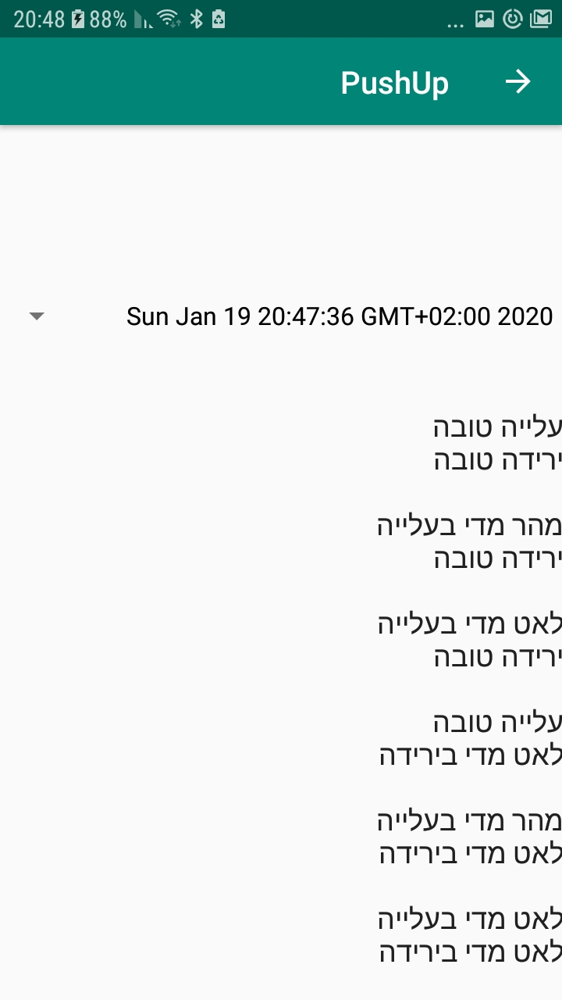 20:48 88% ...
PushUp
Sun Jan 19 20:47:36 GMT+02:00 2020
עלייה טובה
ירידה טובה
מהר מדי בעלייה
ירידה טובה
לאט מדי בעלייה
ירידה טובה
עלייה טובה
לאט מדי בירידה
מהר מדי בעלייה
לאט מדי בירידה
לאט מדי בעלייה
לאט מדי בירידה